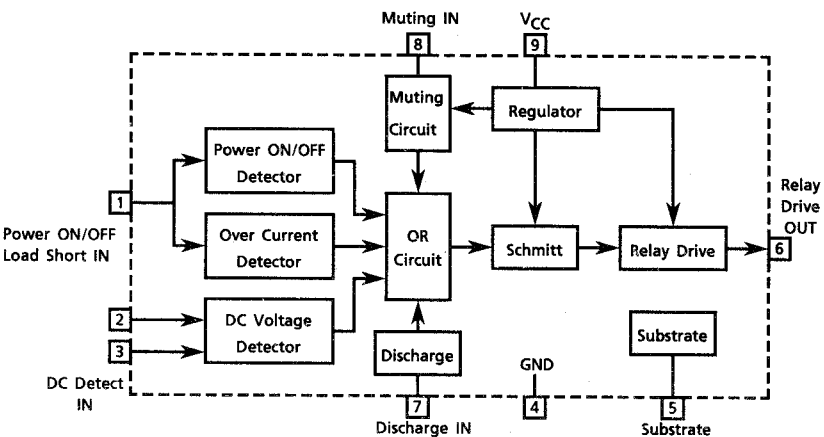 Muting IN
VCC
8
9
Muting
Circuit
Regulator
Power ON/OFF
Detector
1
Power ON/OFF
Load Short IN
Over Current
Detector
OR
Circuit
Schmitt
Relay Drive
Relay
Drive
OUT
6
2
3
DC Voltage
Detector
DC Detect
IN
Discharge
7
Discharge IN
GND
4
Substrate
5
Substrate